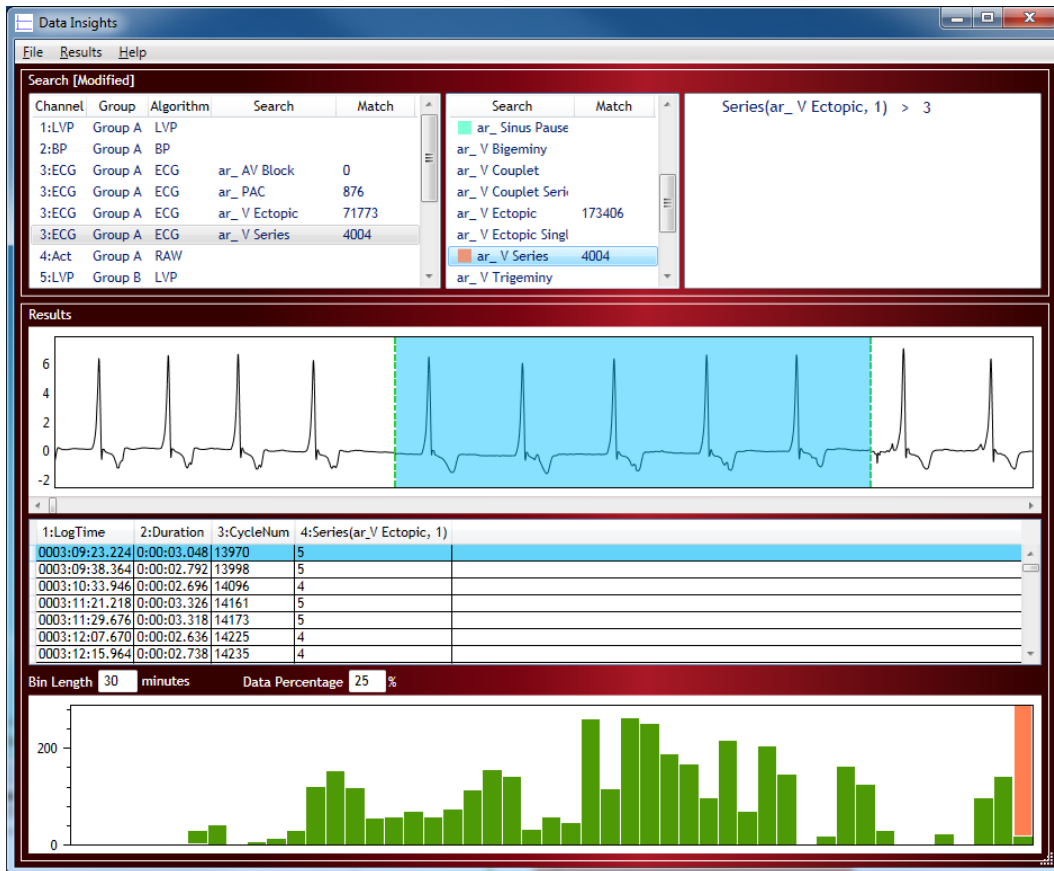 Data Insights
File Results Help
Search [Modified]
Channel Group Algorithm Search Match
1:LVP Group A LVP
2:BP Group A BP
3:ECG Group A ECG ar_ AV Block 0
3:ECG Group A ECG ar_ PAC 876
3:ECG Group A ECG ar_ V Ectopic 71773
3:ECG Group A ECG ar_ V Series 4004
4:Act Group A RAW
5:LVP Group B LVP
Search Match
ar_ Sinus Pause
ar_ V Bigeminy
ar_ V Couplet
ar_ V Couplet Seri
ar_ V Ectopic 173406
ar_ V Ectopic Singl
ar_ V Series 4004
ar_ V Trigeminy
Series(ar_ V Ectopic, 1) > 3
Results
6
4
2
0
-2
1:LogTime 2:Duration 3:CycleNum 4:Series(ar_V Ectopic, 1)
0003:09:23.224 0:00:03.048 13970 5
0003:09:38.364 0:00:02.792 13998 5
0003:10:33.946 0:00:02.696 14096 4
0003:11:21.218 0:00:03.326 14161 5
0003:11:29.676 0:00:03.318 14173 5
0003:12:07.670 0:00:02.636 14225 4
0003:12:15.964 0:00:02.738 14235 4
Bin Length 30 minutes Data Percentage 25 %
200
0